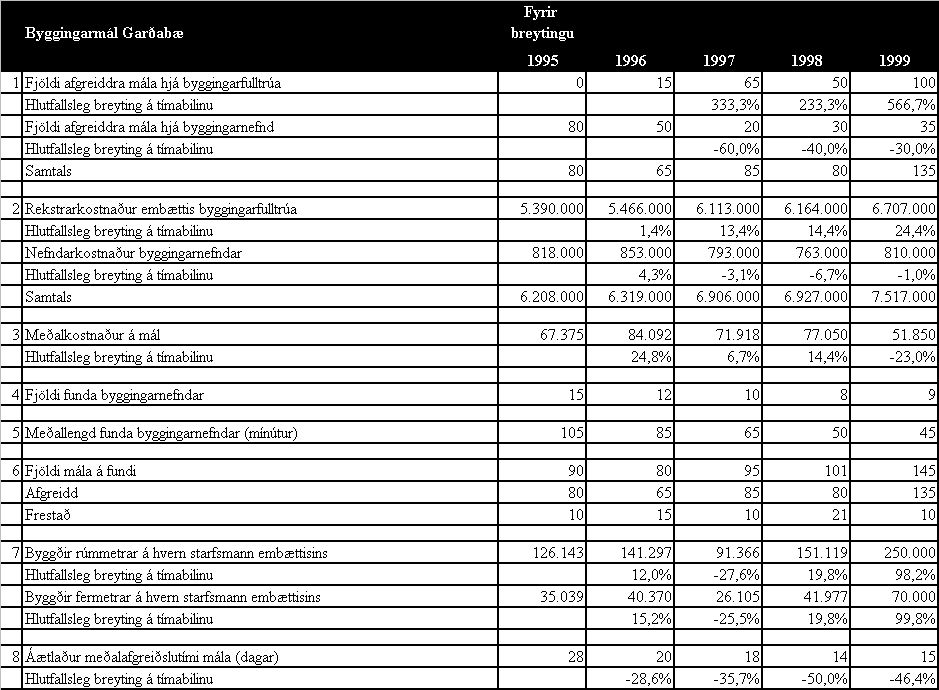 Fyrir
Byggingarmál Garðabæ breytingu
1995 1996 1997 1998 1999
1 Fjöldi afgreiddra mála hjá byggingarfulltrúa 0 15 65 50 100
Hlutfallsleg breyting á tímabilinu 333,3% 233,3% 566,7%
Fjöldi afgreiddra mála hjá byggingarnefnd 80 50 20 30 35
Hlutfallsleg breyting á tímabilinu -60,0% -40,0% -30,0%
Samtals 80 65 85 80 135
2 Rekstrarkostnaður embættis byggingarfulltrúa 5.390.000 5.466.000 6.113.000 6.164.000 6.707.000
Hlutfallsleg breyting á tímabilinu 1,4% 13,4% 14,4% 24,4%
Nefndarkostnaður byggingarnefndar 818.000 853.000 793.000 763.000 810.000
Hlutfallsleg breyting á tímabilinu 4,3% -3,1% -6,7% -1,0%
Samtals 6.208.000 6.319.000 6.906.000 6.927.000 7.517.000
3 Meðalkostnaður á mál 67.375 84.092 71.918 77.050 51.850
Hlutfallsleg breyting á tímabilinu 24,8% 6,7% 14,4% -23,0%
4 Fjöldi funda byggingarnefndar 15 12 10 8 9
5 Meðallengd funda byggingarnefndar (mínútur) 105 85 65 50 45
6 Fjöldi mála á fundi 90 80 95 101 145
Afgreidd 80 65 85 80 135
Frestað 10 15 10 21 10
7 Byggðir rúmmetrar á hvern starfsmann embættisins 126.143 141.297 91.366 151.119 250.000
Hlutfallsleg breyting á tímabilinu 12,0% -27,6% 19,8% 98,2%
Byggðir fermetrar á hvern starfsmann embættisins 35.039 40.370 26.105 41.977 70.000
Hlutfallsleg breyting á tímabilinu 15,2% -25,5% 19,8% 99,8%
8 Áætlaður meðalafgreiðslutími mála (dagar) 28 20 18 14 15
Hlutfallsleg breyting á tímabilinu -28,6% -35,7% -50,0% -46,4%